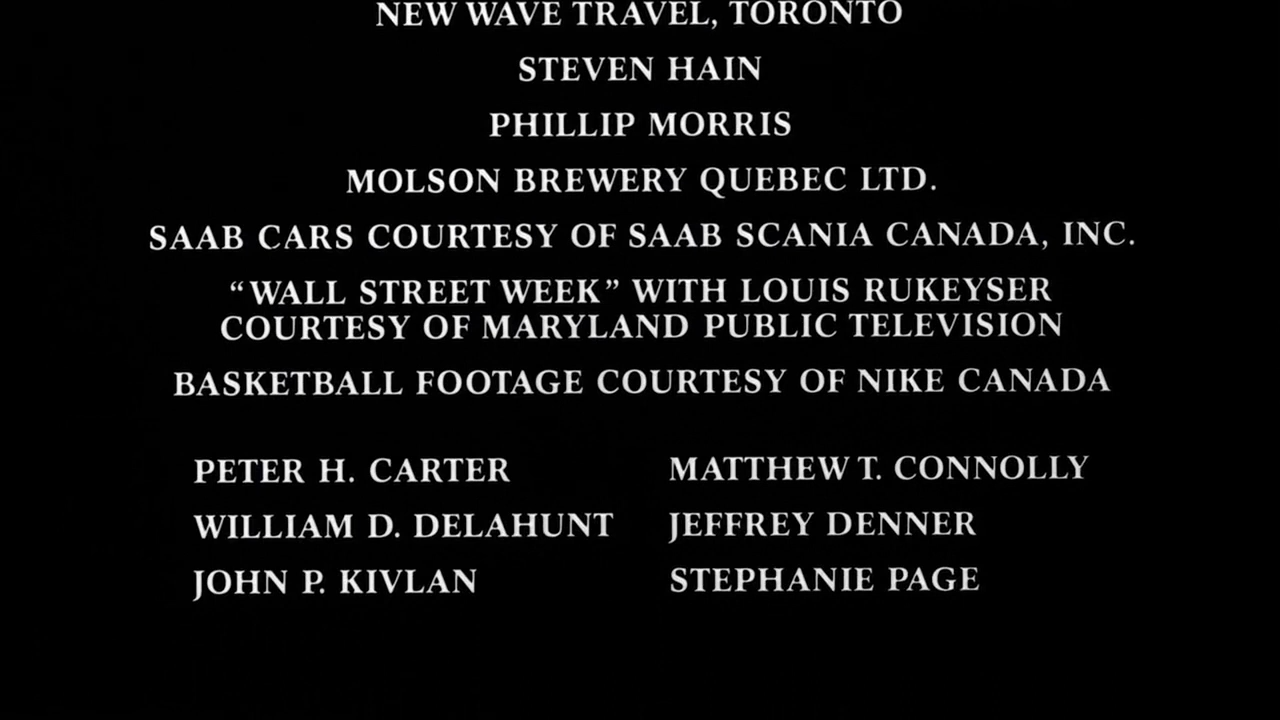 NEW WAVE TRAVEL, TORONTO
STEVEN HAIN
PHILLIP MORRIS
MOLSON BREWERY QUEBEC LTD.
SAAB CARS COURTESY OF SAAB SCANIA CANADA, INC.
“WALL STREET WEEK” WITH LOUIS RUKEYSER
COURTESY OF MARYLAND PUBLIC TELEVISION
BASKETBALL FOOTAGE COURTESY OF NIKE CANADA
PETER H. CARTER MATTHEW T. CONNOLLY
WILLIAM D. DELAHUNT JEFFREY DENNER
JOHN P. KIVLAN STEPHANIE PAGE